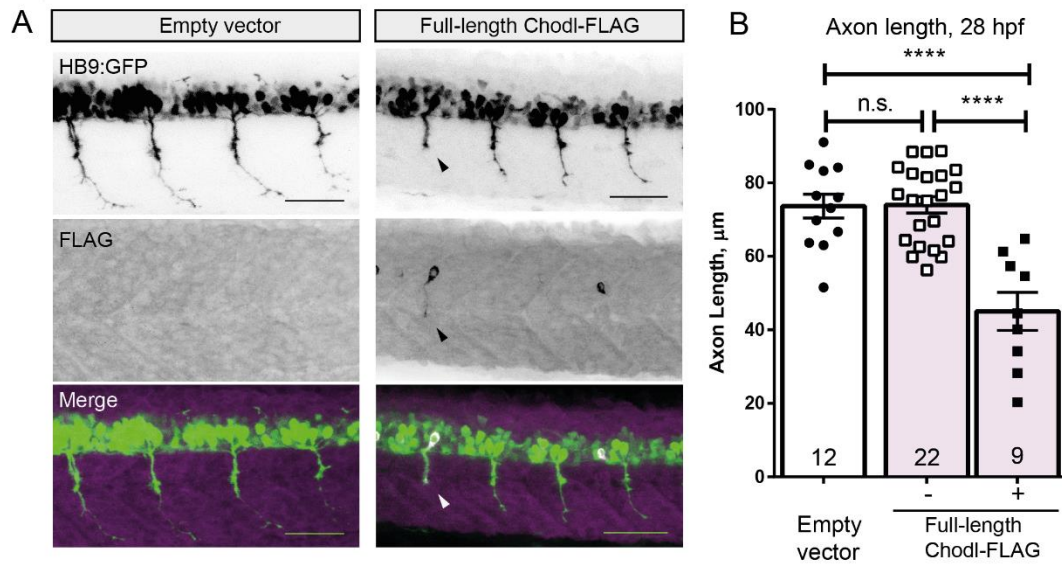 A
Empty vector
Full-length Chodl-FLAG
HB9:GFP
FLAG
Merge
B
Axon length, 28 hpf
****
n.s.
****
Axon Length, μm
100
80
60
40
20
0
12
22
9
-
+
Empty
vector
Full-length
Chodl-FLAG